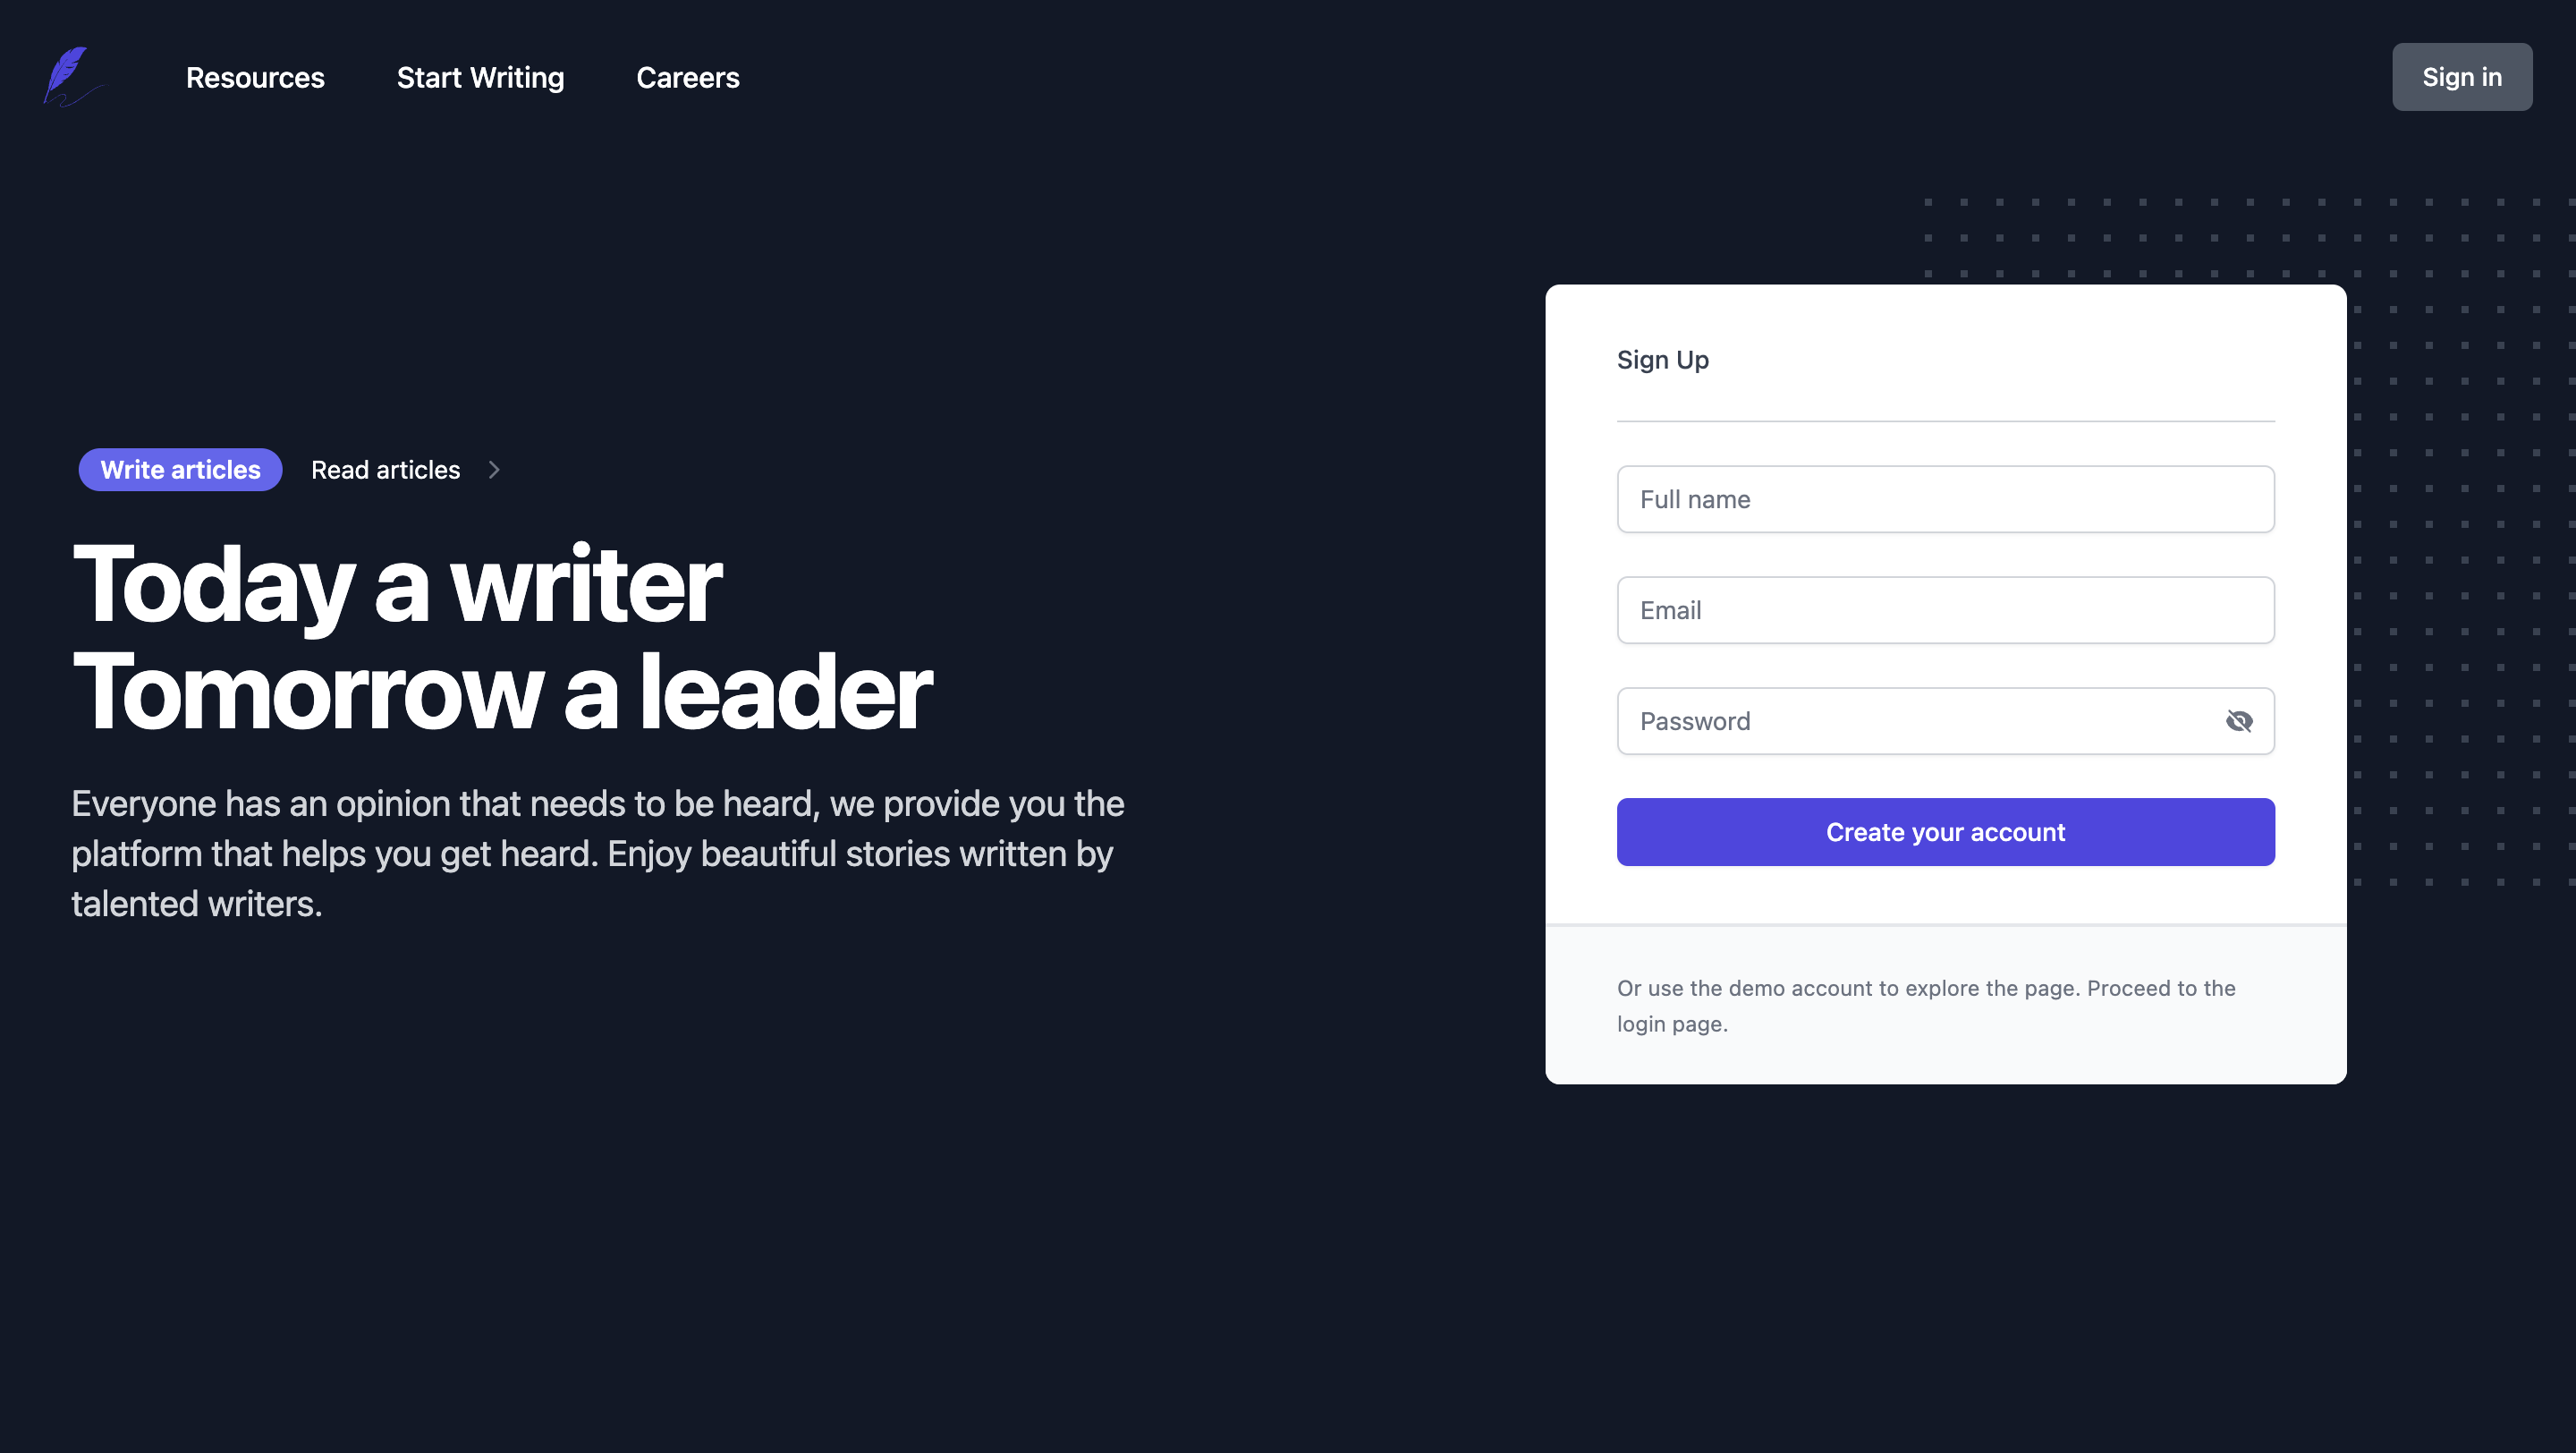 Resources
Start Writing
Careers
Sign in
Write articles
Read articles
Today a writer
Tomorrow a leader
Everyone has an opinion that needs to be heard, we provide you the
platform that helps you get heard. Enjoy beautiful stories written by
talented writers.
Sign Up
Full name
Email
Password
Create your account
Or use the demo account to explore the page. Proceed to the
login page.